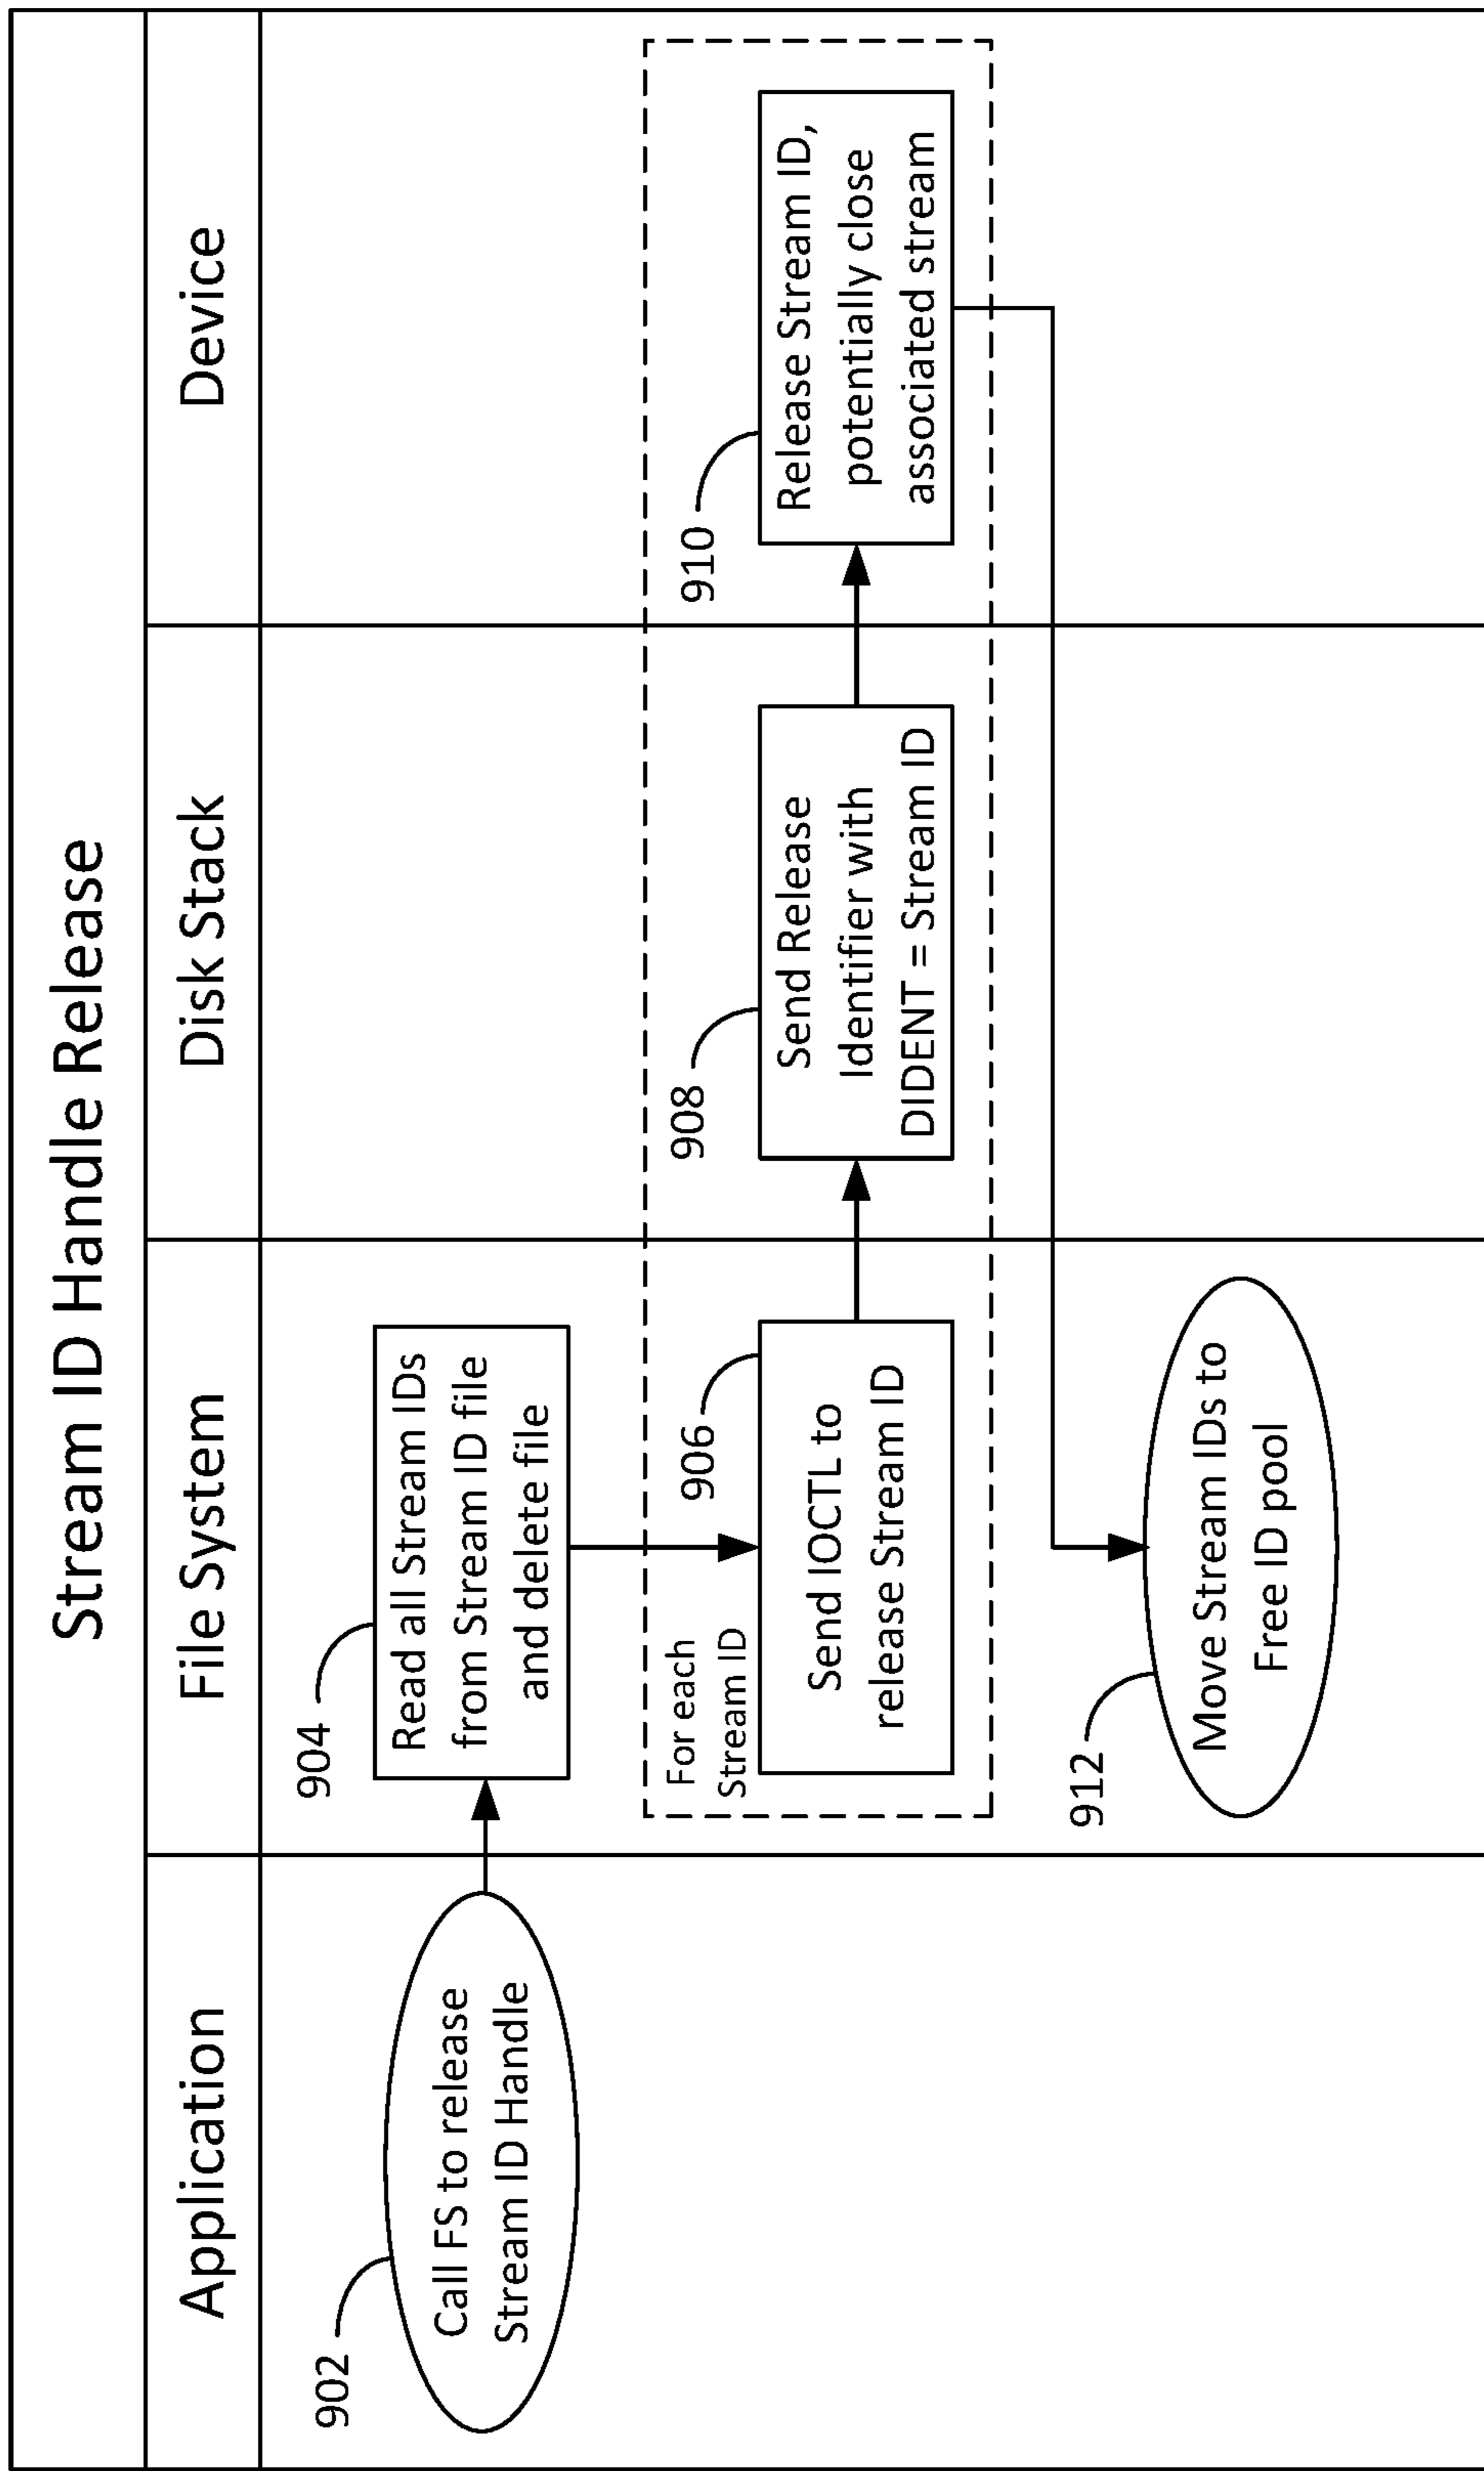 Stream ID Handle Release
Application
File System
Disk Stack
Device
902
Call FS to release
Stream ID Handle
904
Read all Stream IDs
from Stream ID file
and delete file
For each
Stream ID
906
Send IOCTL to
release Stream ID
908
Send Release
Identifier with
DIDENT = Stream ID
910
Release Stream ID,
potentially close
associated stream
912
Move Stream IDs to
Free ID pool